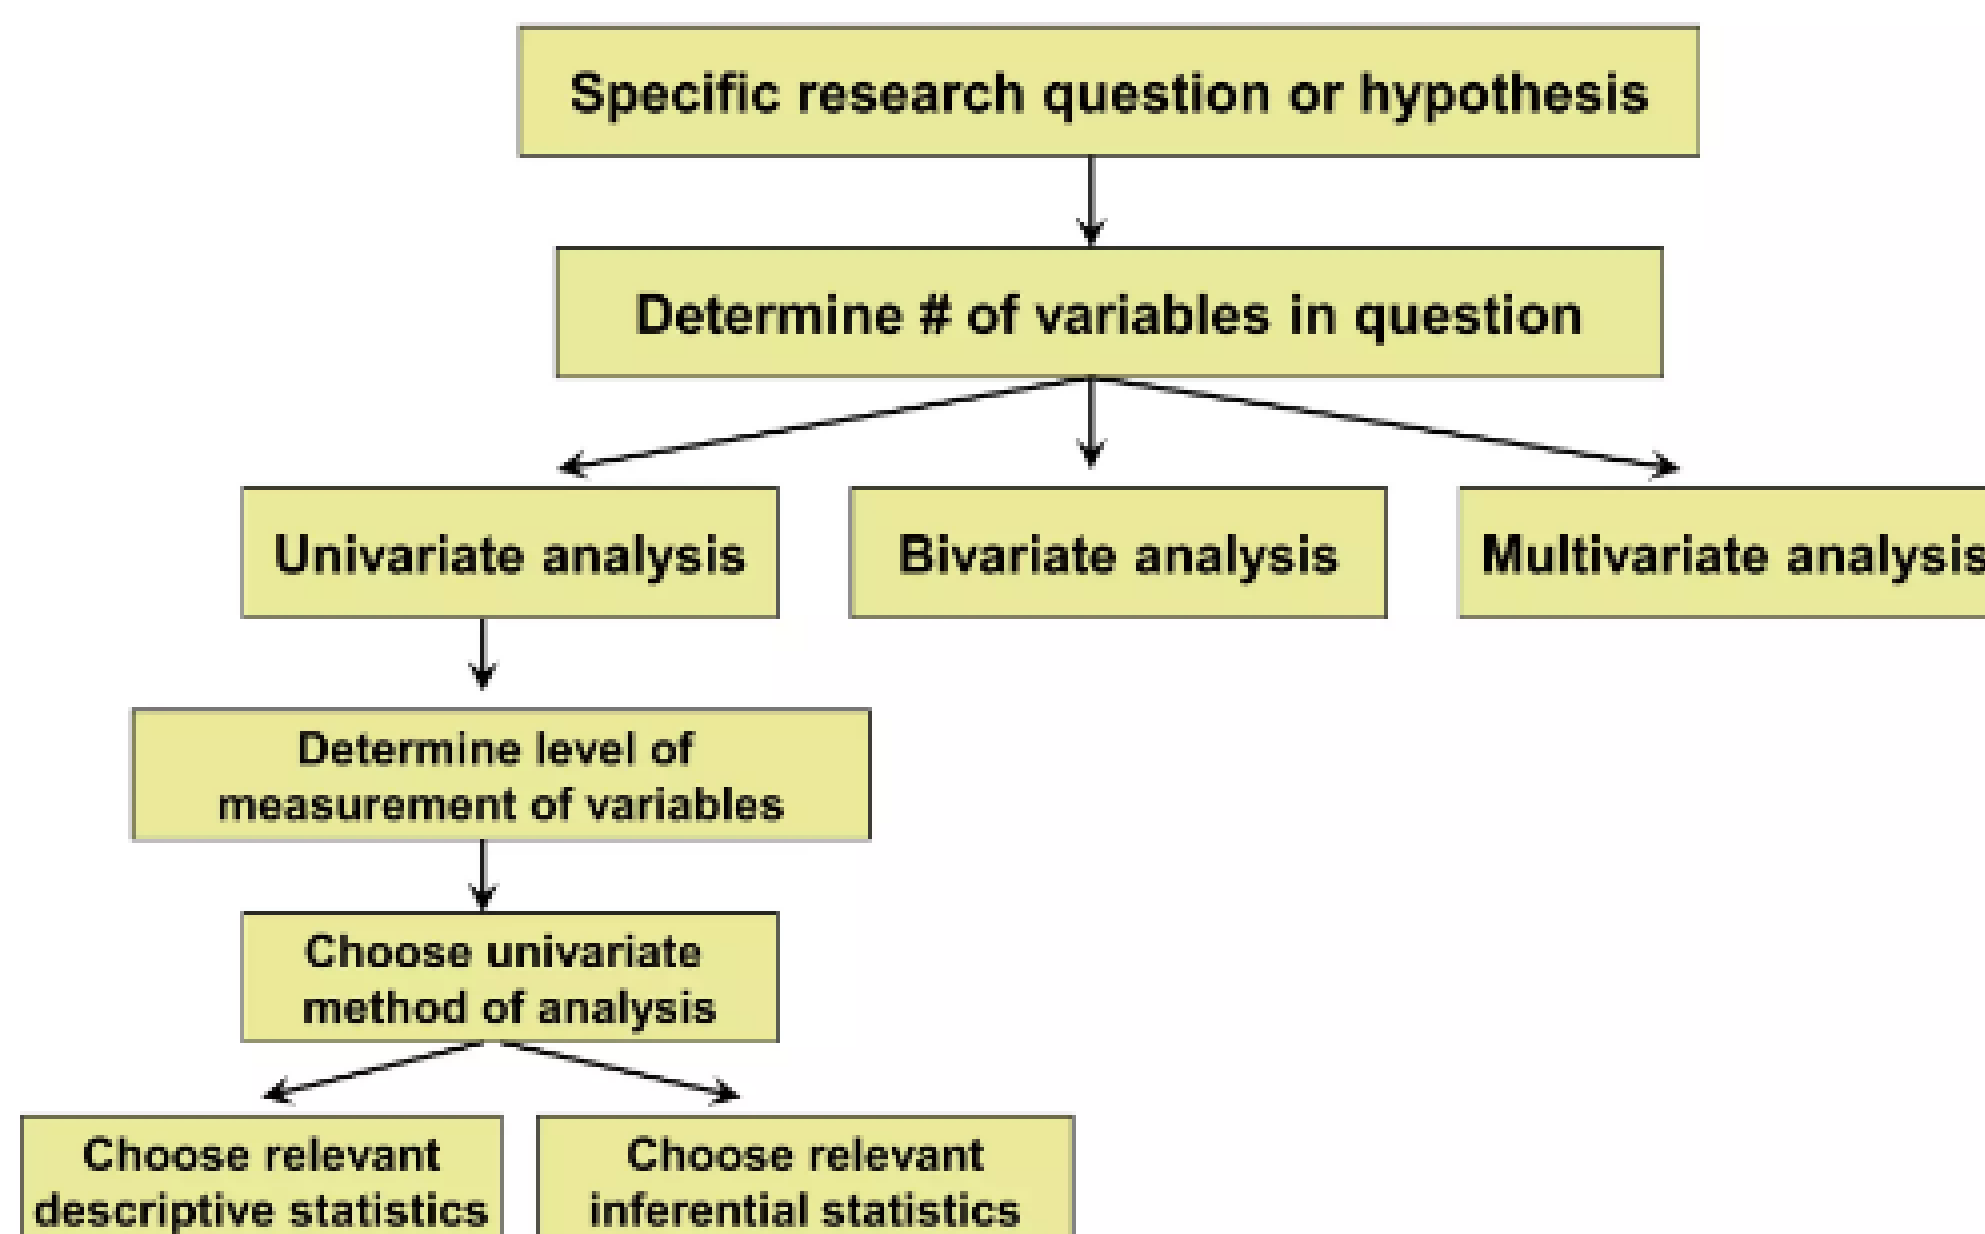 Specific research question or hypothesis
Determine # of variables in question
Univariate analysis
Bivariate analysis
Multivariate analysis
Determine level of
measurement of variables
Choose univariate
method of analysis
Choose relevant
descriptive statistics
Choose relevant
inferential statistics